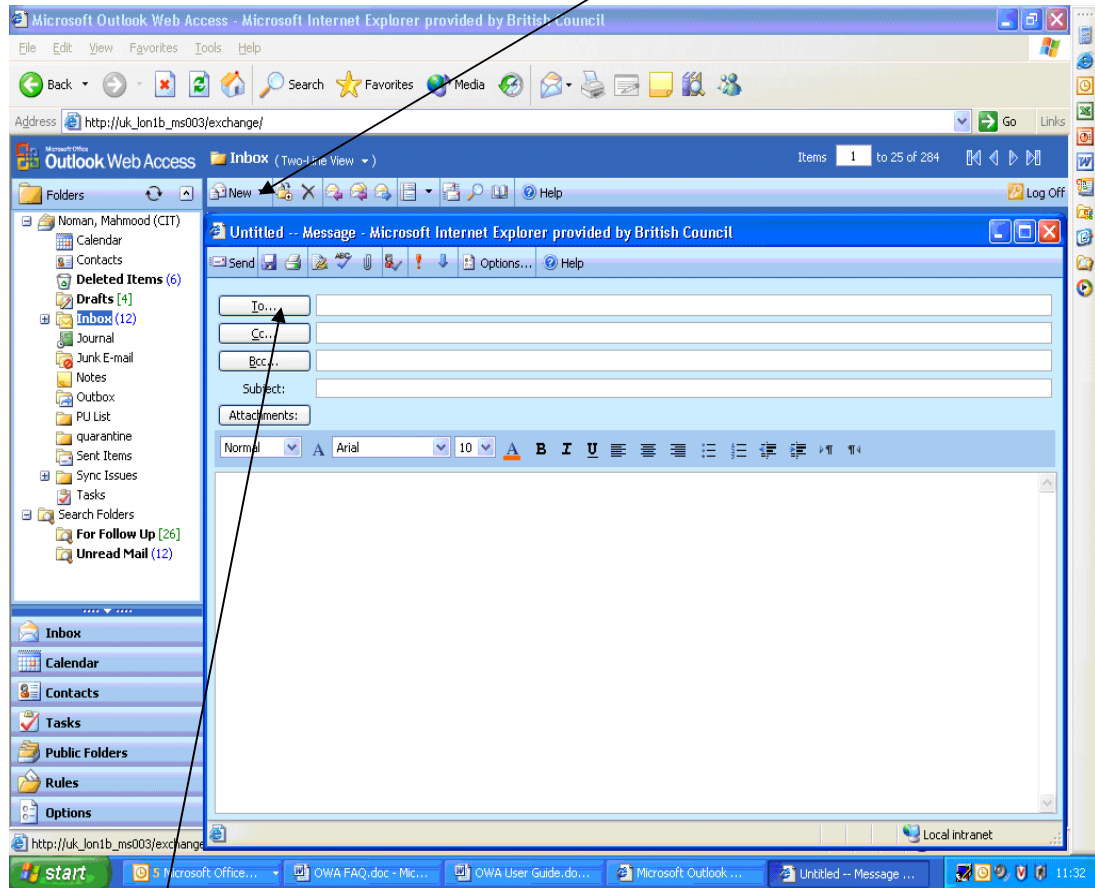 Microsoft Outlook Web Access - Microsoft Internet Explorer provided by British Council
File Edit View Favorites Tools Help
Back Search Favorites Media
Address http://uk_lon1b_ms003/exchange/ Go Links
Microsoft Office
Outlook Web Access Inbox (Two-Line View) Items 1 to 25 of 284
Folders New Help Log Off
Noman, Mahmood (CIT)
Calendar
Contacts
Deleted Items (6)
Drafts [4]
Inbox (12)
Journal
Junk E-mail
Notes
Outbox
PU List
quarantine
Sent Items
Sync Issues
Tasks
Search Folders
For Follow Up [26]
Unread Mail (12)
Inbox
Calendar
Contacts
Tasks
Public Folders
Rules
Options
Untitled -- Message - Microsoft Internet Explorer provided by British Council
Send Options... Help
To...
Cc...
Bcc...
Subject:
Attachments:
Normal A Arial 10 A B I U
Local intranet
http://uk_lon1b_ms003/exchange
start 5 Microsoft Office... OWA FAQ.doc - Mic... OWA User Guide.do... Microsoft Outlook ... Untitled -- Message ... 11:32